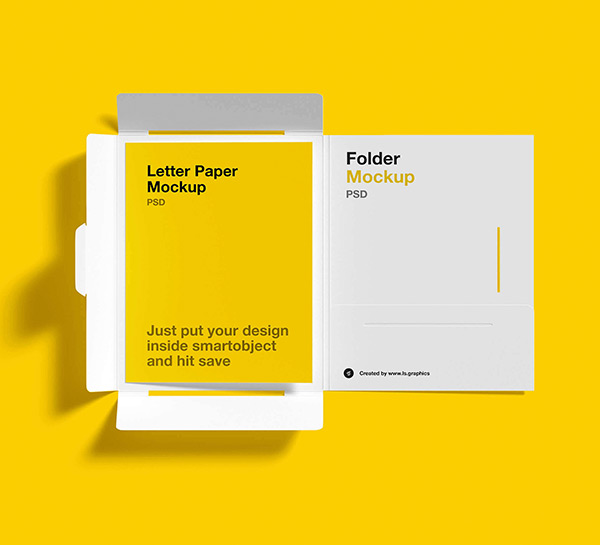 Letter Paper
Mockup
PSD
Just put your design
inside smartobject
and hit save
Folder
Mockup
PSD
Created by www.ls.graphics